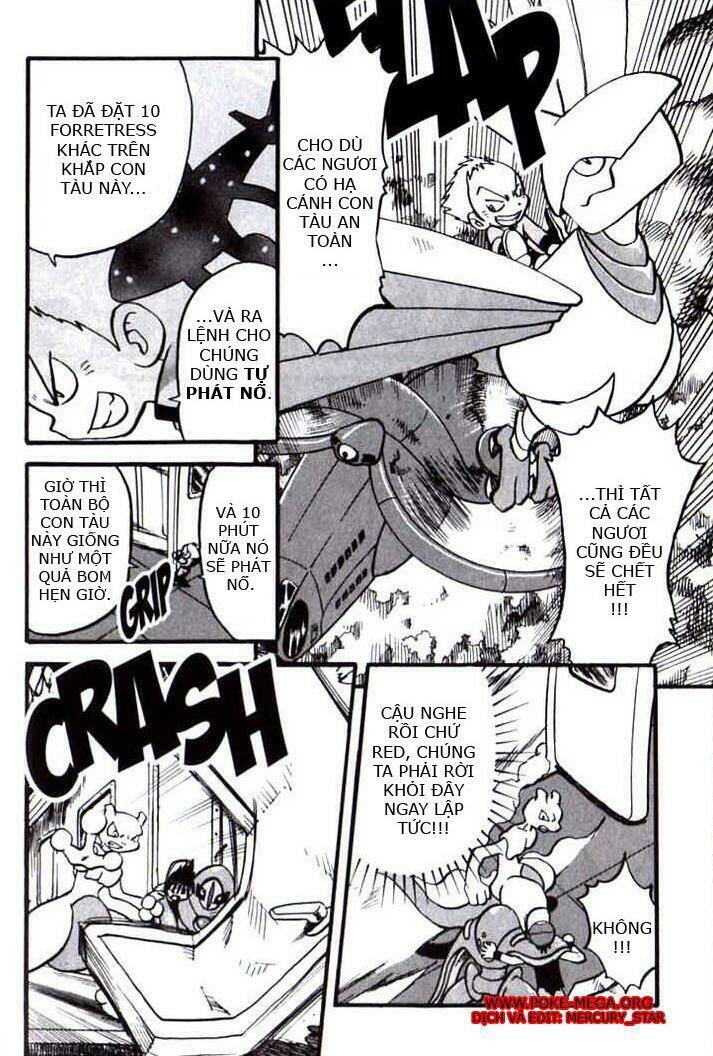 FLAP
CHO DÙ
CÁC NGƯƠI
CÓ HẠ
CÁNH CON
TÀU AN
TOÀN
...
TA ĐÃ ĐẶT 10
FORRETRESS
KHÁC TRÊN
KHẮP CON
TÀU NÀY...
...VÀ RA
LỆNH CHO
CHÚNG
DÙNG TỰ
PHÁT NỔ.
...THÌ TẤT
CẢ CÁC
NGƯƠI
CŨNG ĐỀU
SẼ CHẾT
HẾT
!!!
GIỜ THÌ
TOÀN BỘ
CON TÀU
NÀY GIỐNG
NHƯ MỘT
QUẢ BOM
HẸN GIỜ.
VÀ 10
PHÚT
NỮA NÓ
SẼ PHÁT
NỔ.
GRIP
CRASH
CẬU NGHE
RỒI CHỨ
RED, CHÚNG
TA PHẢI RỜI
KHỎI ĐÂY
NGAY LẬP
TỨC!!!
KHÔNG
!!!
WWW.POKE-MEGA.ORG
DỊCH VÀ EDIT: MERCURY_STAR